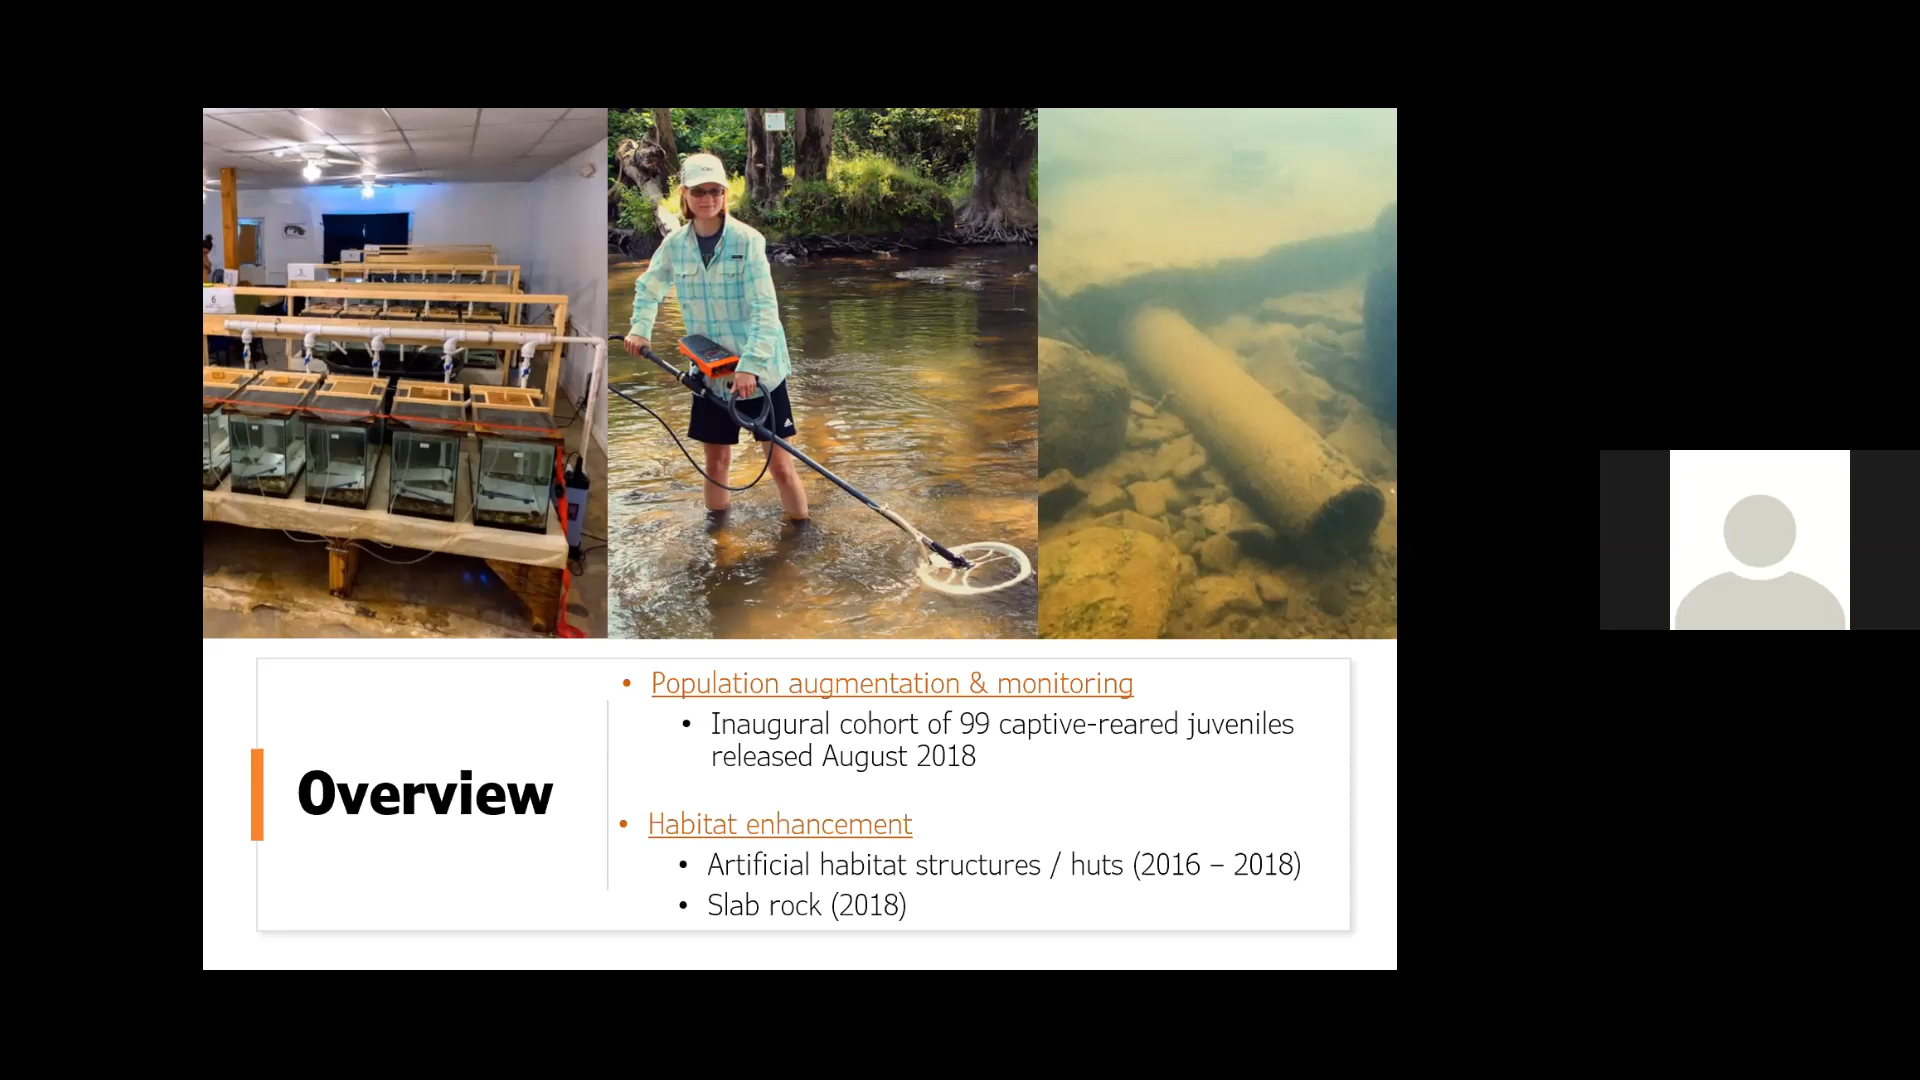 Overview
• Population augmentation & monitoring
• Inaugural cohort of 99 captive-reared juveniles
released August 2018
• Habitat enhancement
• Artificial habitat structures / huts (2016 – 2018)
• Slab rock (2018)
6